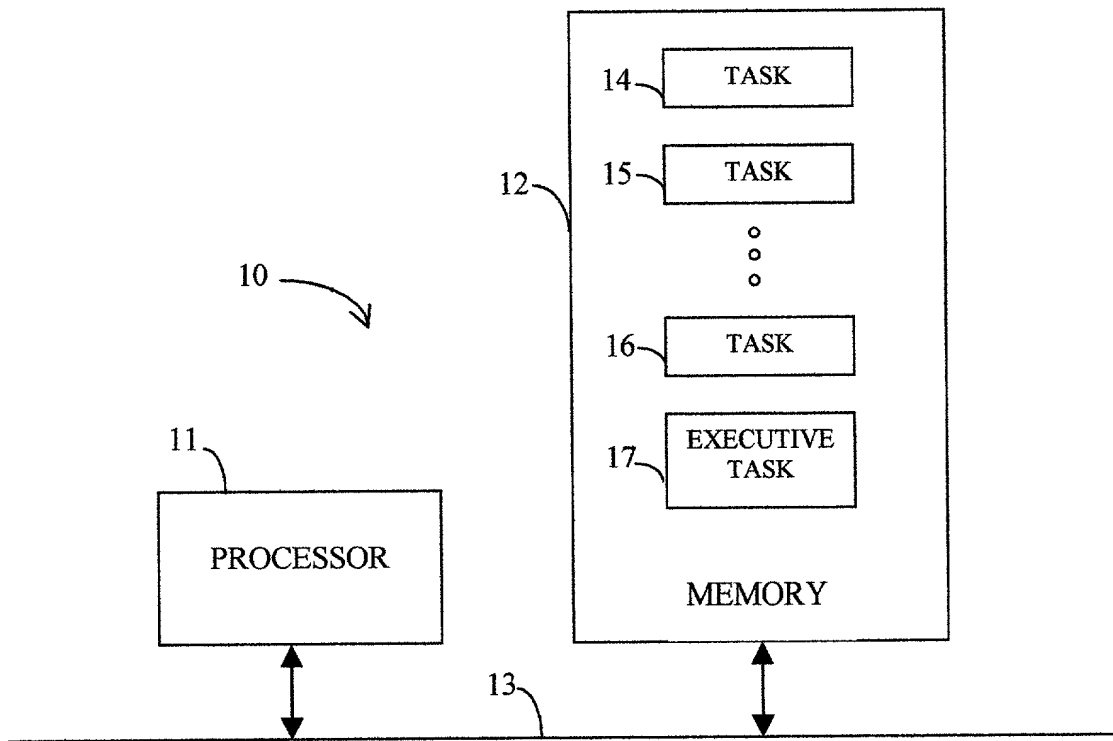 14
TASK
12
15
TASK
10
16
TASK
11
17
EXECUTIVE
TASK
PROCESSOR
MEMORY
13